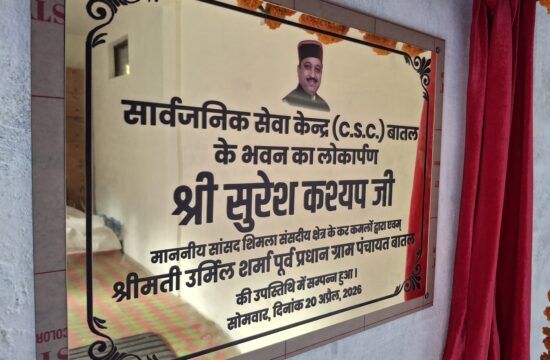 सार्वजनिक सेवा केन्द्र (C.S.C.) बातल
के भवन का लोकार्पण
श्री सुरेश कश्यप जी
माननीय सांसद शिमला संसदीय क्षेत्र के कर कमलों द्वारा एवम्
श्रीमती उर्मिल शर्मा पूर्व प्रधान ग्राम पंचायत बातल
की उपस्थिति में सम्पन्न हुआ।
सोमवार, दिनांक 20 अप्रैल, 2026